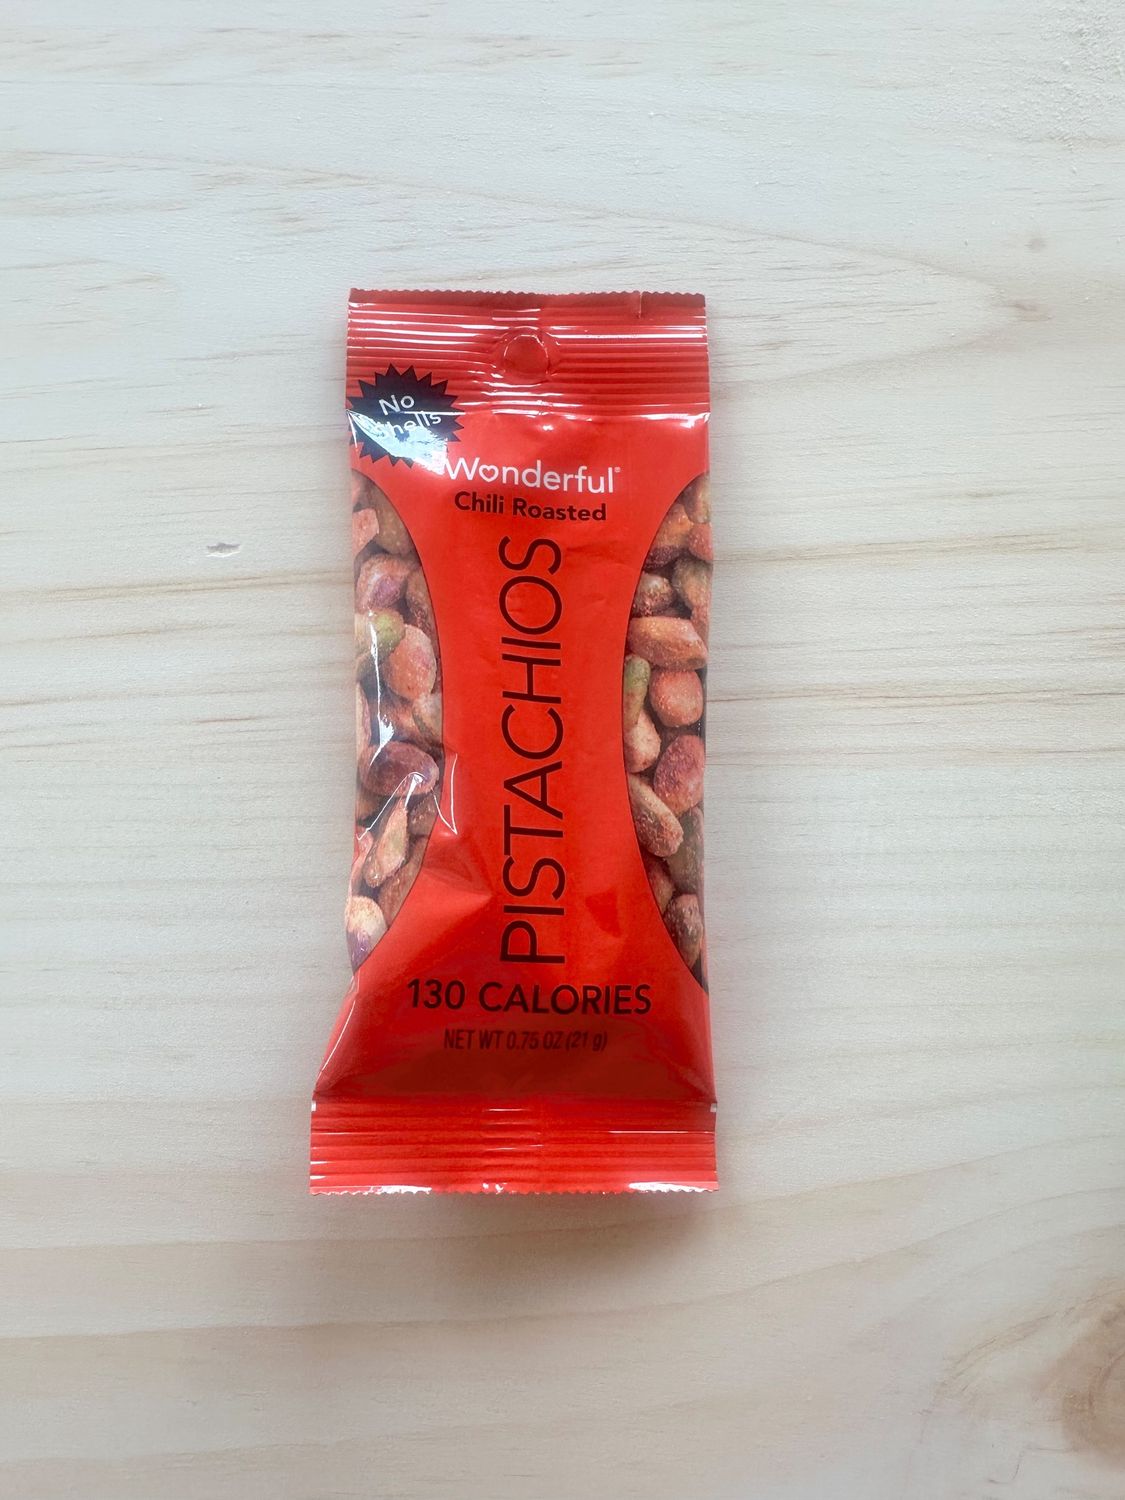 No
Shells
Wonderful®
Chili Roasted
PISTACHIOS
130 CALORIES
NET WT 0.75 OZ (21 g)